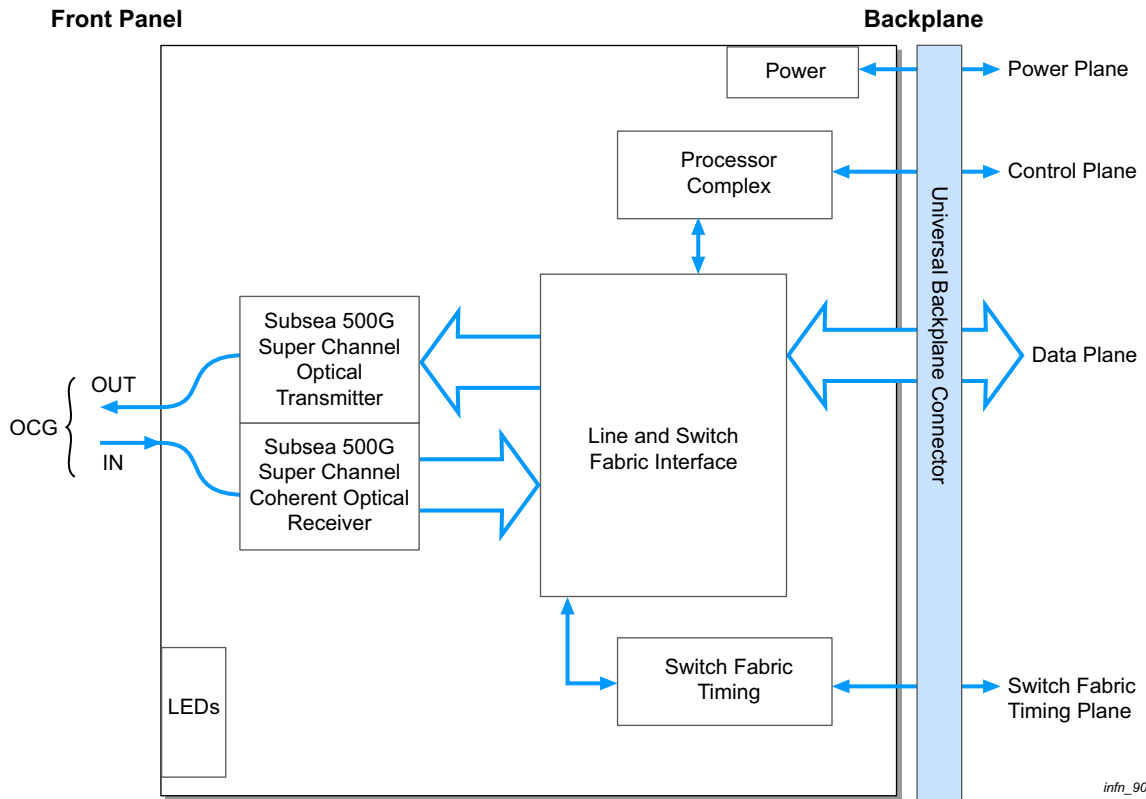 Front Panel
Backplane
Power
Power Plane
Processor
Complex
Control Plane
Universal Backplane Connector
Subsea 500G
Super Channel
Optical
Transmitter
Data Plane
OUT
OCG
IN
Subsea 500G
Super Channel
Coherent Optical
Receiver
Line and Switch
Fabric Interface
Switch Fabric
Timing
Switch Fabric
Timing Plane
LEDs